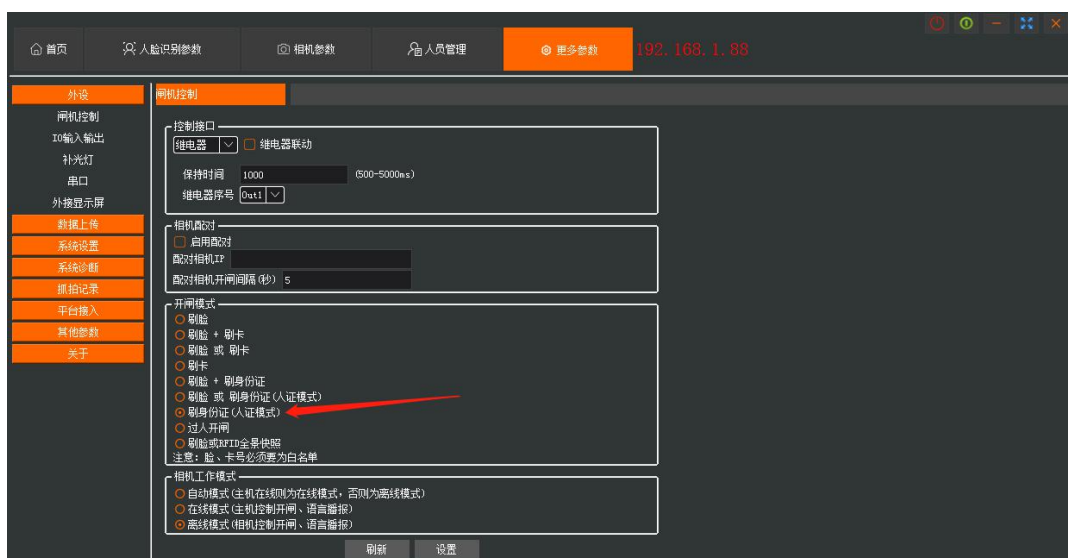 首页 人脸识别参数 相机参数 人员管理 更多参数 192.168.1.88
外设
闸机控制
IO输入输出
补光灯
串口
外接显示屏
数据上传
系统设置
系统诊断
抓拍记录
平台接入
其他参数
关于
闸机控制
控制接口
继电器 继电器联动
保持时间 1000 (500-5000ms)
继电器序号 Out1
相机配对
启用配对
配对相机IP
配对相机开闸间隔(秒) 5
开闸模式
刷脸
刷脸 + 刷卡
刷脸 或 刷卡
刷卡
刷脸 + 刷身份证
刷脸 或 刷身份证(人证模式)
刷身份证(人证模式)
过人开闸
刷脸或RFID全景快照
注意: 脸、卡号必须要为白名单
相机工作模式
自动模式(主机在线则为在线模式, 否则为离线模式)
在线模式(主机控制开闸、语言播报)
离线模式(相机控制开闸、语言播报)
刷新 设置